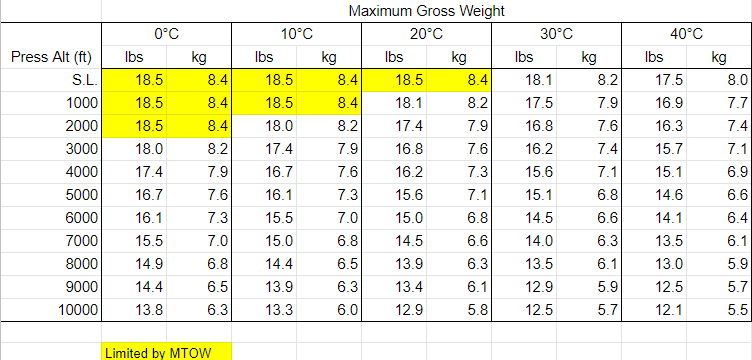 Maximum Gross Weight
0°C 10°C 20°C 30°C 40°C
Press Alt (ft) lbs kg lbs kg lbs kg lbs kg lbs kg
S.L. 18.5 8.4 18.5 8.4 18.5 8.4 18.1 8.2 17.5 8.0
1000 18.5 8.4 18.5 8.4 18.1 8.2 17.5 7.9 16.9 7.7
2000 18.5 8.4 18.0 8.2 17.4 7.9 16.8 7.6 16.3 7.4
3000 18.0 8.2 17.4 7.9 16.8 7.6 16.2 7.4 15.7 7.1
4000 17.4 7.9 16.7 7.6 16.2 7.3 15.6 7.1 15.1 6.9
5000 16.7 7.6 16.1 7.3 15.6 7.1 15.1 6.8 14.6 6.6
6000 16.1 7.3 15.5 7.0 15.0 6.8 14.5 6.6 14.1 6.4
7000 15.5 7.0 15.0 6.8 14.5 6.6 14.0 6.3 13.5 6.1
8000 14.9 6.8 14.4 6.5 13.9 6.3 13.5 6.1 13.0 5.9
9000 14.4 6.5 13.9 6.3 13.4 6.1 12.9 5.9 12.5 5.7
10000 13.8 6.3 13.3 6.0 12.9 5.8 12.5 5.7 12.1 5.5
Limited by MTOW